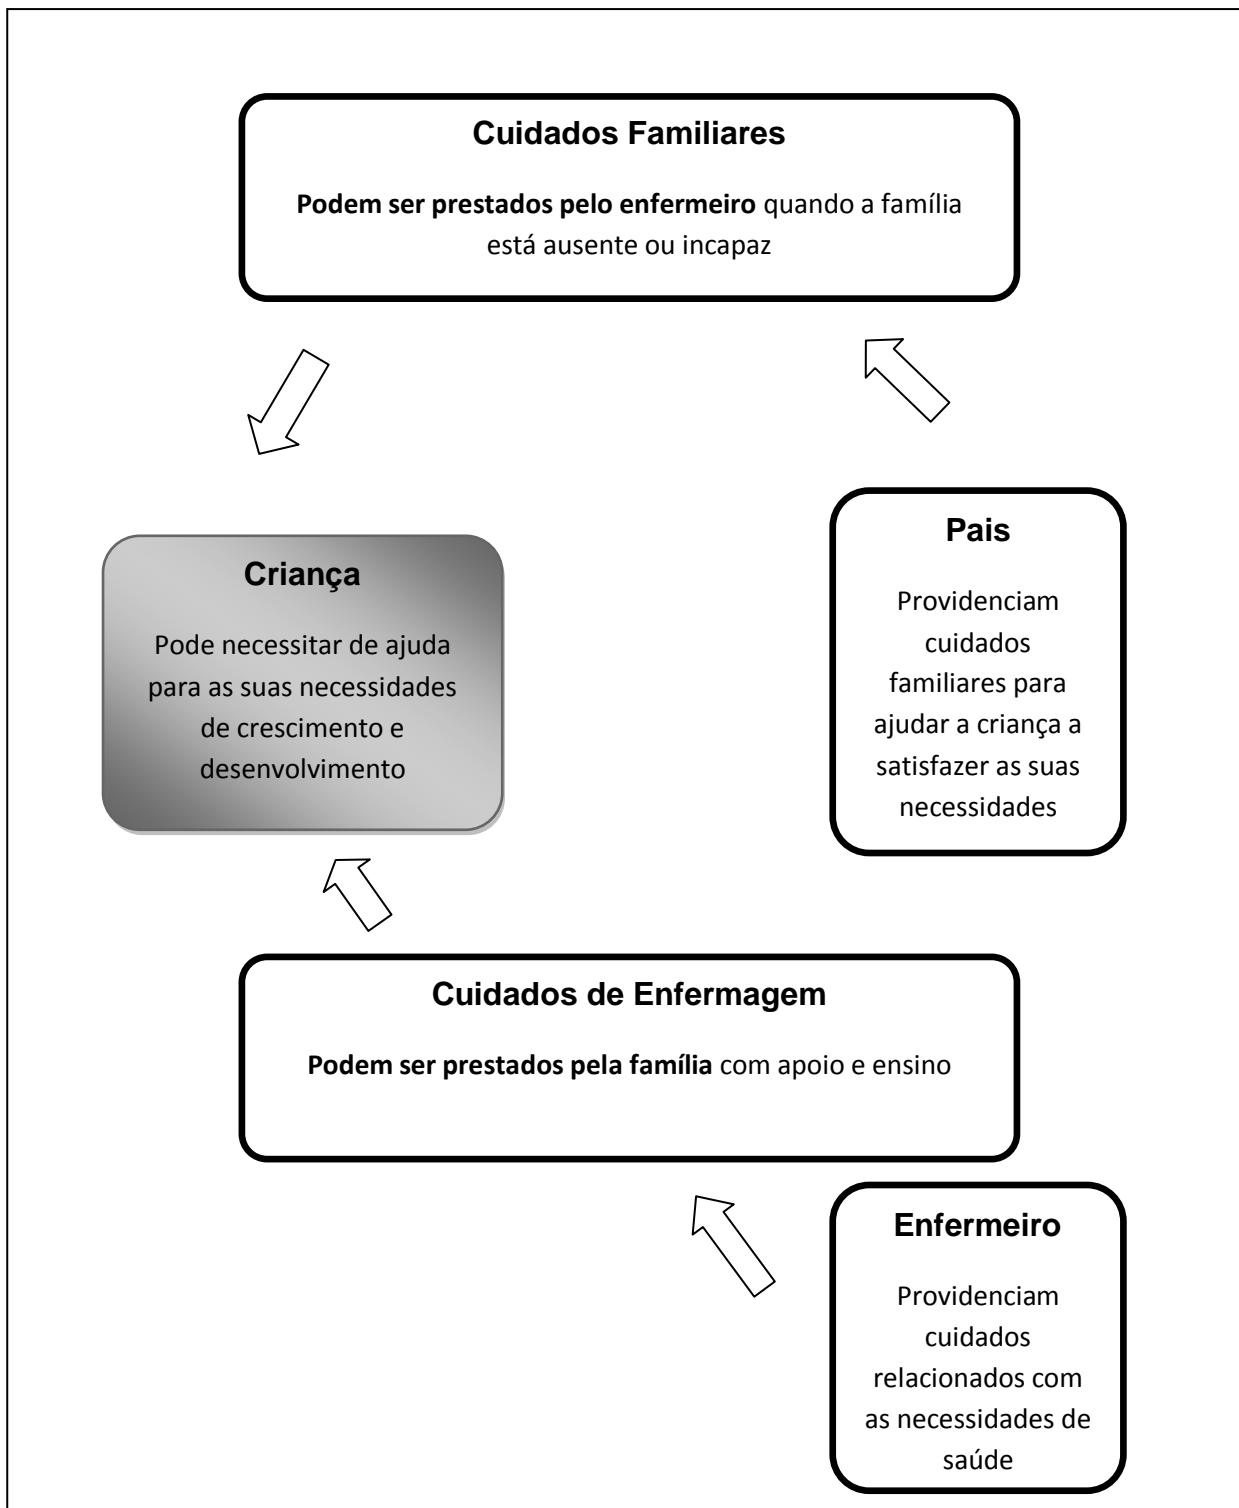 Cuidados Familiares
Podem ser prestados pelo enfermeiro quando a família
está ausente ou incapaz
Criança
Pode necessitar de ajuda
para as suas necessidades
de crescimento e
desenvolvimento
Pais
Providenciam
cuidados
familiares para
ajudar a criança a
satisfazer as suas
necessidades
Cuidados de Enfermagem
Podem ser prestados pela família com apoio e ensino
Enfermeiro
Providenciam
cuidados
relacionados com
as necessidades de
saúde